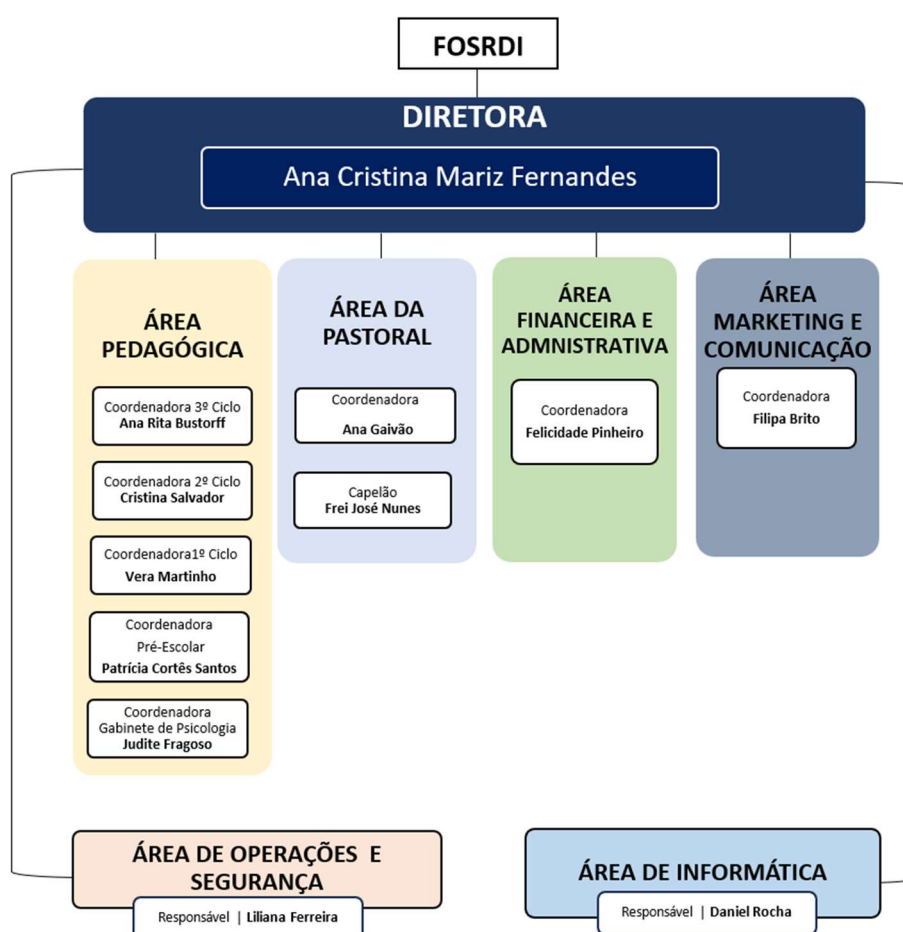 FOSRDI
DIRETORA
Ana Cristina Mariz Fernandes
ÁREA
PEDAGÓGICA
Coordenadora 3º Ciclo
Ana Rita Bustorff
Coordenadora 2º Ciclo
Cristina Salvador
Coordenadora1º Ciclo
Vera Martinho
Coordenadora
Pré-Escolar
Patrícia Cortês Santos
Coordenadora
Gabinete de Psicologia
Judite Fragoso
ÁREA DA
PASTORAL
Coordenadora
Ana Gaivão
Capelão
Frei José Nunes
ÁREA
FINANCEIRA E
ADMNISTRATIVA
Coordenadora
Felicidade Pinheiro
ÁREA
MARKETING E
COMUNICAÇÃO
Coordenadora
Filipa Brito
ÁREA DE OPERAÇÕES E
SEGURANÇA
Responsável | Liliana Ferreira
ÁREA DE INFORMÁTICA
Responsável | Daniel Rocha